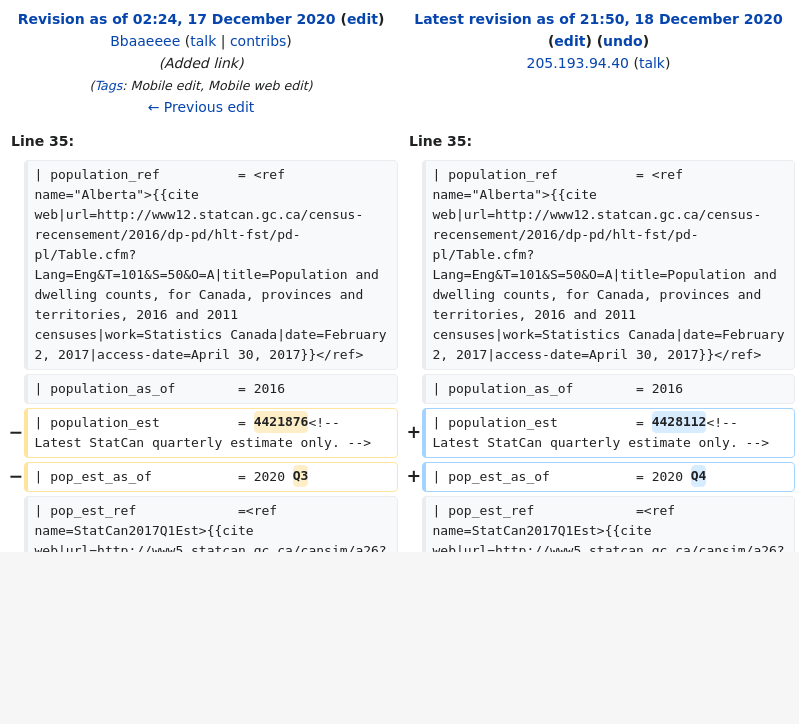 Revision as of 02:24, 17 December 2020 (edit)
Bbaaeeee (talk | contribs)
(Added link)
(Tags: Mobile edit, Mobile web edit)
← Previous edit
Latest revision as of 21:50, 18 December 2020
(edit) (undo)
205.193.94.40 (talk)
Line 35:
| population_ref          = <ref
name="Alberta">{{cite
web|url=http://www12.statcan.gc.ca/census-
recensement/2016/dp-pd/hlt-fst/pd-
pl/Table.cfm?
Lang=Eng&T=101&S=50&O=A|title=Population and
dwelling counts, for Canada, provinces and
territories, 2016 and 2011
censuses|work=Statistics Canada|date=February
2, 2017|access-date=April 30, 2017}}</ref>
| population_as_of        = 2016
− | population_est          = 4421876<!--
Latest StatCan quarterly estimate only. -->
− | pop_est_as_of           = 2020 Q3
| pop_est_ref             =<ref
name=StatCan2017Q1Est>{{cite
web|url=http://www5.statcan.gc.ca/cansim/a26?
Line 35:
| population_ref          = <ref
name="Alberta">{{cite
web|url=http://www12.statcan.gc.ca/census-
recensement/2016/dp-pd/hlt-fst/pd-
pl/Table.cfm?
Lang=Eng&T=101&S=50&O=A|title=Population and
dwelling counts, for Canada, provinces and
territories, 2016 and 2011
censuses|work=Statistics Canada|date=February
2, 2017|access-date=April 30, 2017}}</ref>
| population_as_of        = 2016
+ | population_est          = 4428112<!--
Latest StatCan quarterly estimate only. -->
+ | pop_est_as_of           = 2020 Q4
| pop_est_ref             =<ref
name=StatCan2017Q1Est>{{cite
web|url=http://www5.statcan.gc.ca/cansim/a26?